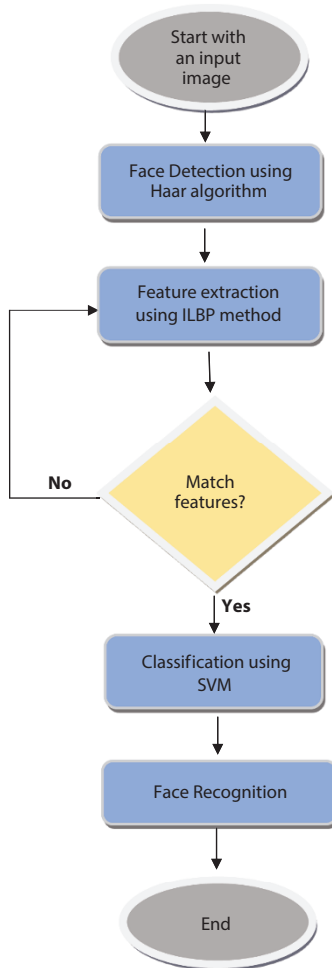 Start with
an input
image
Face Detection using
Haar algorithm
Feature extraction
using ILBP method
Match
features?
No
Yes
Classification using
SVM
Face Recognition
End